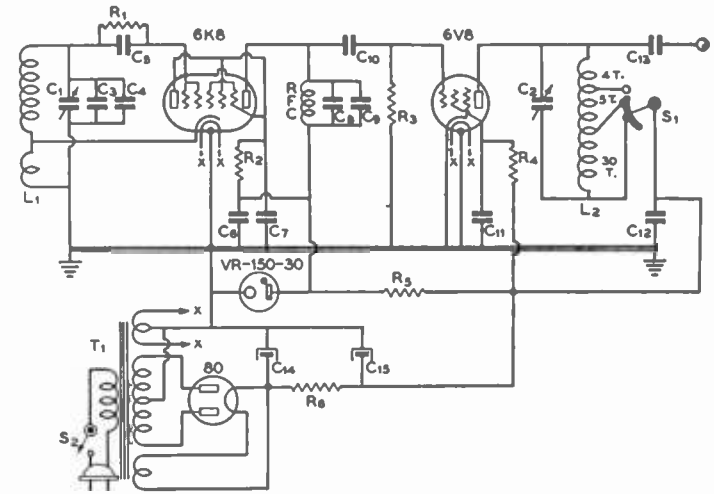 R1
6K8
6V8
C5
C10
C13
C1
C3
C4
RFC
C8
C9
R3
C2
4 T.
5 T.
S1
X X
R2
X X
R4
30 T.
L1
L2
C6
C7
C11
C12
VR-150-30
R5
X
T1
X
80
C14
C15
R6
S2